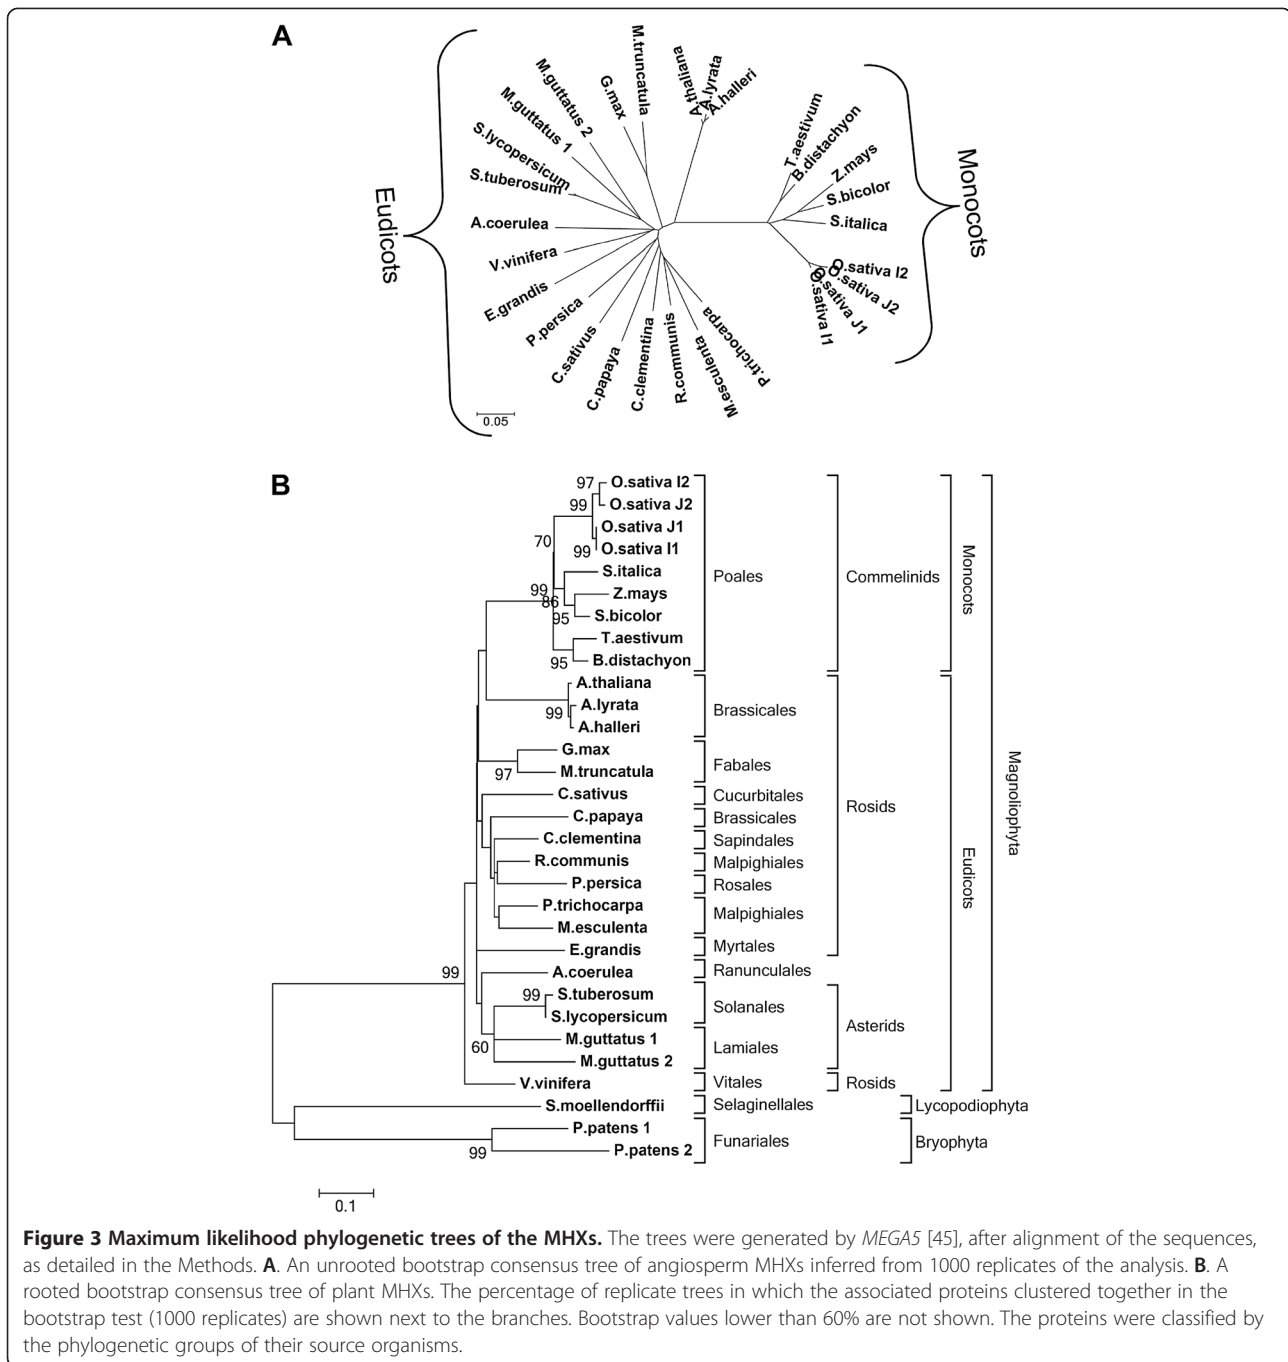 A
M.truncatula
G.max
M.guttatus 2
M.guttatus 1
S.lycopersicum
S.tuberosum
A.coerulea
V.vinifera
E.grandis
P.persica
C.sativus
C.papaya
C.clementina
R.communis
M.esculenta
P.trichocarpa
A.thaliana
A.lyrata
A.halleri
T.aestivum
B.distachyon
Z.mays
S.bicolor
S.italica
O.sativa I2
O.sativa J2
O.sativa J1
O.sativa I1
Eudicots
Monocots
0.05
B
97 O.sativa I2
99 O.sativa J2
O.sativa J1
70
99 O.sativa I1
S.italica
Poales
Commelinids
Monocots
99
86
Z.mays
95 S.bicolor
T.aestivum
95 B.distachyon
A.thaliana
A.lyrata
Brassicales
99
A.halleri
G.max
Fabales
97 M.truncatula
C.sativus Cucurbitales
C.papaya Brassicales
Rosids
Magnoliophyta
C.clementina Sapindales
R.communis Malpighiales
P.persica Rosales
Eudicots
P.trichocarpa
Malpighiales
M.esculenta
E.grandis Myrtales
99 A.coerulea Ranunculales
99 S.tuberosum
Solanales
S.lycopersicum
Asterids
M.guttatus 1
60 Lamiales
M.guttatus 2
V.vinifera Vitales Rosids
S.moellendorffii Selaginellales Lycopodiophyta
P.patens 1
Funariales Bryophyta
99 P.patens 2
0.1
Figure 3 Maximum likelihood phylogenetic trees of the MHXs. The trees were generated by MEGA5 [45], after alignment of the sequences,
as detailed in the Methods. A. An unrooted bootstrap consensus tree of angiosperm MHXs inferred from 1000 replicates of the analysis. B. A
rooted bootstrap consensus tree of plant MHXs. The percentage of replicate trees in which the associated proteins clustered together in the
bootstrap test (1000 replicates) are shown next to the branches. Bootstrap values lower than 60% are not shown. The proteins were classified by
the phylogenetic groups of their source organisms.